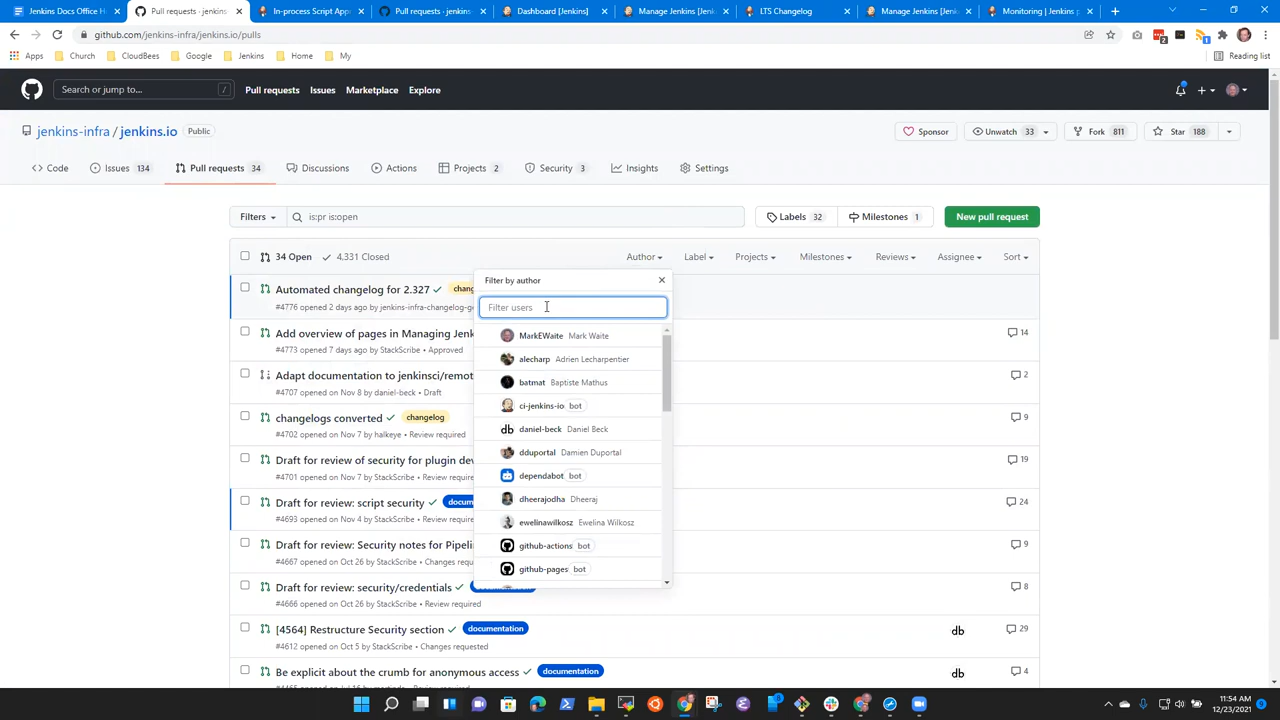 Jenkins Docs Office H
Pull requests · jenkins
In-process Script App
Pull requests · jenkins
Dashboard [Jenkins]
Manage Jenkins [Jenk
LTS Changelog
Manage Jenkins [Jenk
Monitoring | Jenkins p
github.com/jenkins-infra/jenkins.io/pulls
2
1
Apps
Church
CloudBees
Google
Jenkins
Home
My
Reading list
Search or jump to...
/
Pull requests
Issues
Marketplace
Explore
jenkins-infra / jenkins.io
Public
Sponsor
Unwatch 33
Fork 811
Star 188
Code
Issues 134
Pull requests 34
Discussions
Actions
Projects 2
Security 3
Insights
Settings
Filters
is:pr is:open
Labels 32
Milestones 1
New pull request
34 Open
4,331 Closed
Author
Label
Projects
Milestones
Reviews
Assignee
Sort
Automated changelog for 2.327
#4776 opened 2 days ago by jenkins-infra-changelog-g
Add overview of pages in Managing Jenk
14
#4773 opened 7 days ago by StackScribe • Approved
Adapt documentation to jenkinsci/remot
2
#4707 opened on Nov 8 by daniel-beck • Draft
changelogs converted
changelog
9
#4702 opened on Nov 7 by halkeye • Review required
Draft for review of security for plugin dev
19
#4701 opened on Nov 7 by StackScribe • Review required
Draft for review: script security
24
#4693 opened on Nov 4 by StackScribe • Review required
Draft for review: Security notes for Pipelin
9
#4667 opened on Oct 26 by StackScribe • Changes requ
Draft for review: security/credentials
8
#4666 opened on Oct 26 by StackScribe • Review required
[4564] Restructure Security section
documentation
db
29
#4612 opened on Oct 5 by StackScribe • Changes requested
Be explicit about the crumb for anonymous access
documentation
db
4
Filter by author
Filter users
MarkEWaite Mark Waite
alecharp Adrien Lecharpentier
batmat Baptiste Mathus
ci-jenkins-io bot
db daniel-beck Daniel Beck
dduportal Damien Duportal
dependabot bot
dheerajodha Dheeraj
ewelinawilkosz Ewelina Wilkosz
github-actions bot
github-pages bot
11:54 AM
12/23/2021